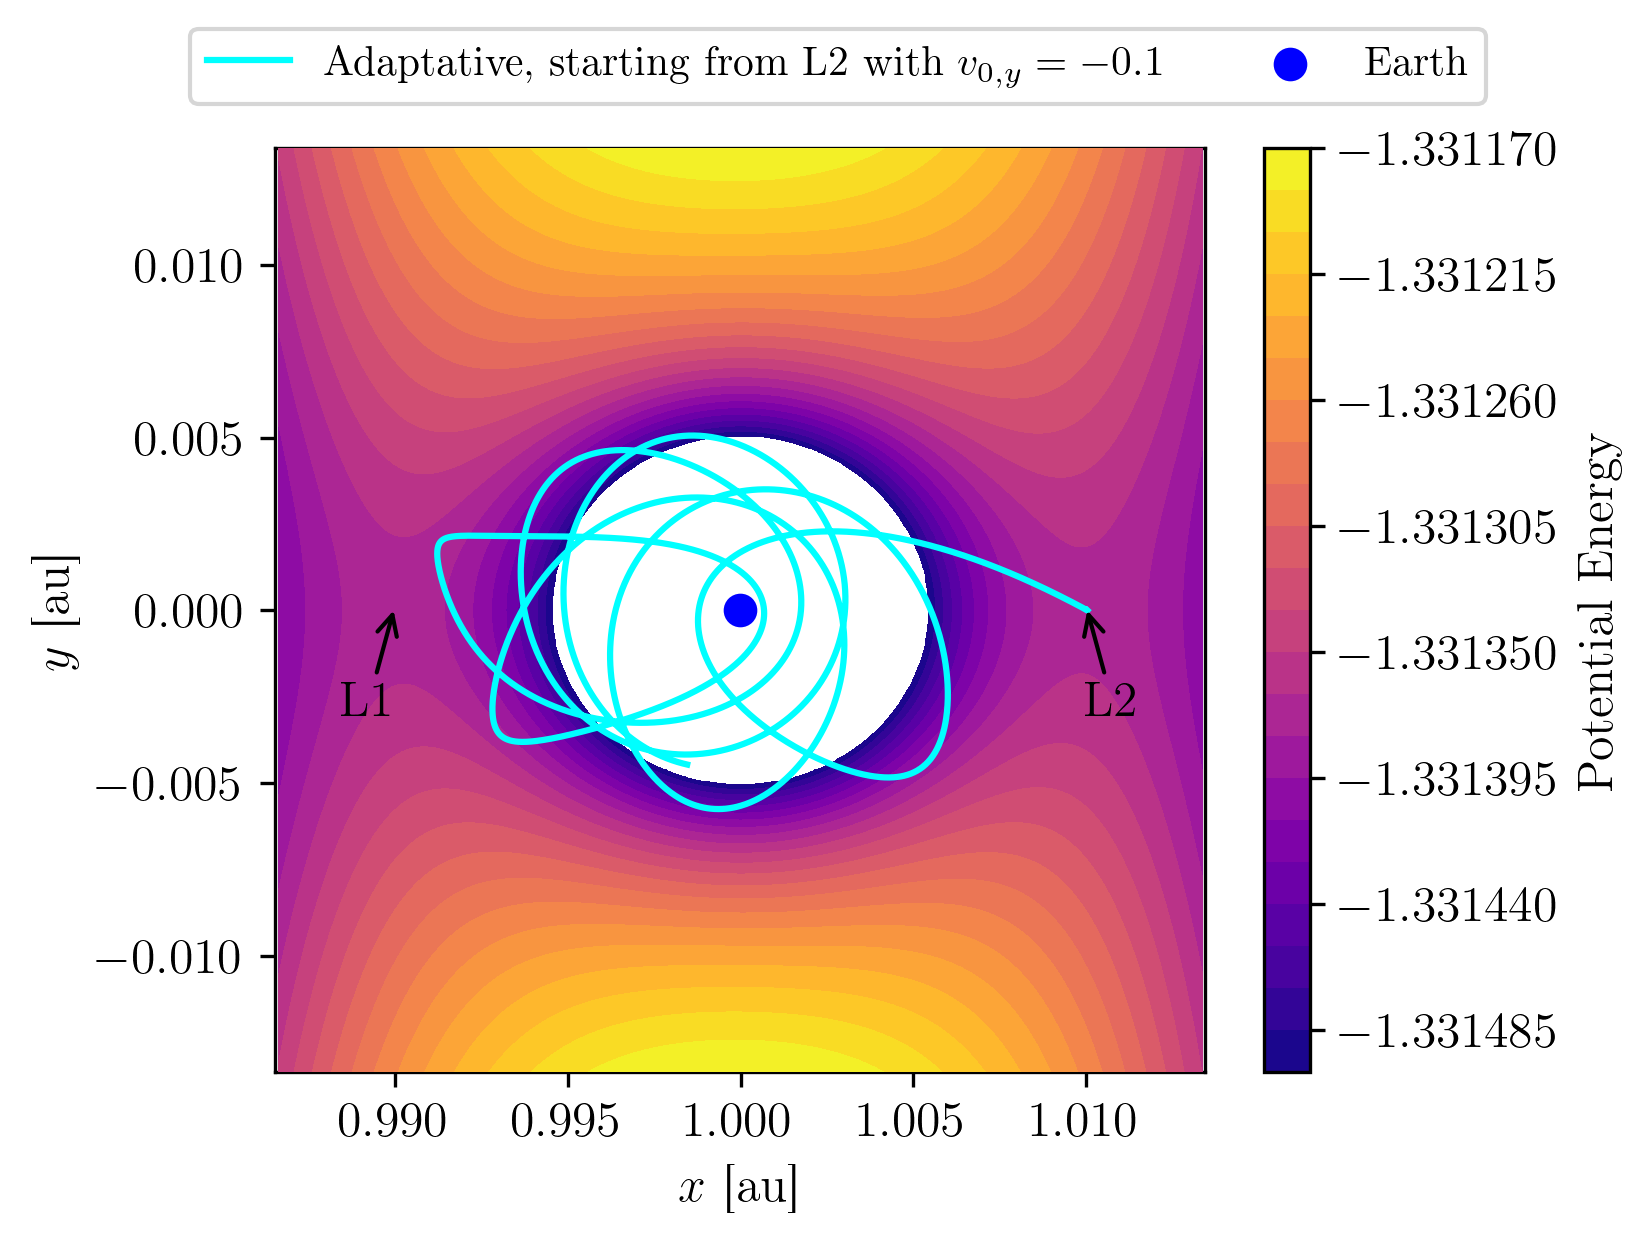 Adaptative, starting from L2 with $v_{0,y} = -0.1$ Earth
0.010
0.005
0.000
−0.005
−0.010
y [au]
L1
L2
0.990 0.995 1.000 1.005 1.010
x [au]
−1.331170
−1.331215
−1.331260
−1.331305
−1.331350
−1.331395
−1.331440
−1.331485
Potential Energy